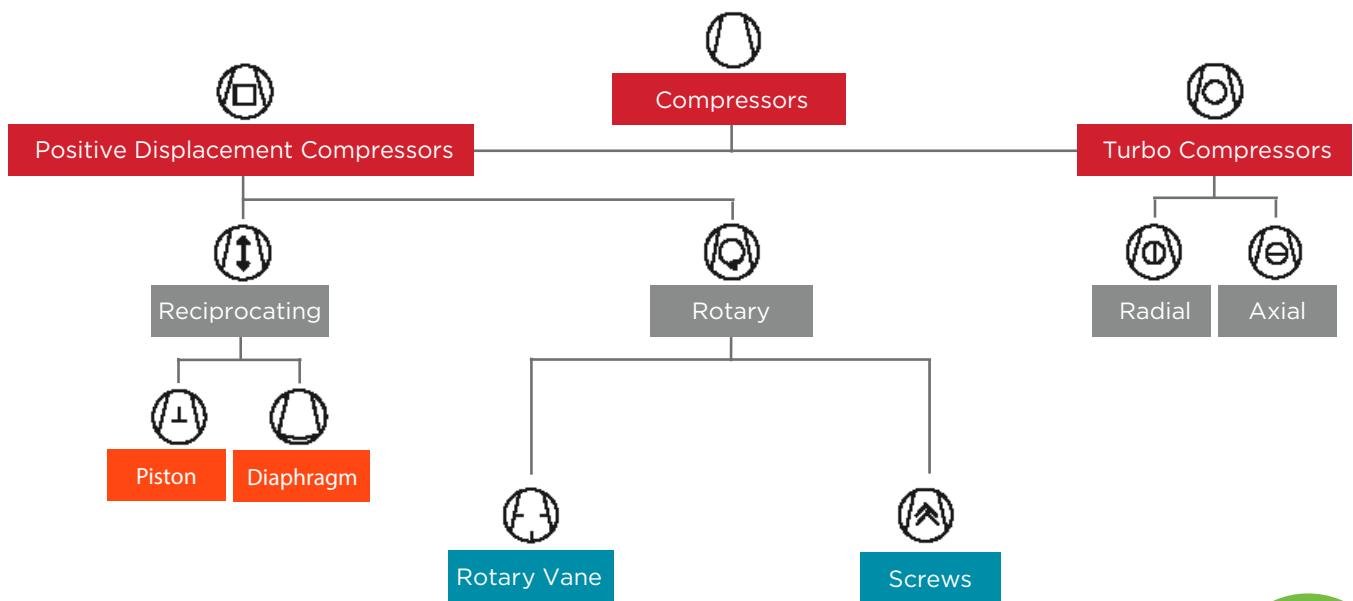 Compressors
Positive Displacement Compressors
Turbo Compressors
Reciprocating
Rotary
Radial
Axial
Piston
Diaphragm
Rotary Vane
Screws